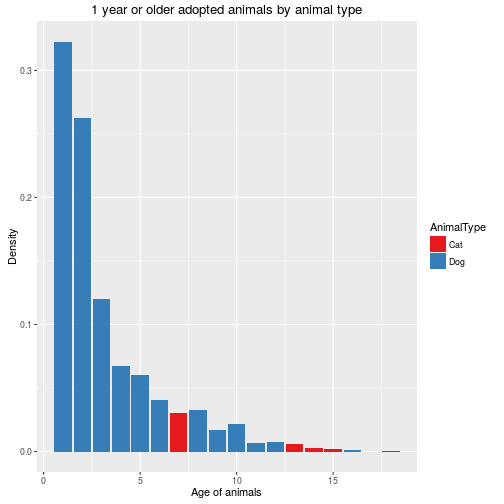 1 year or older adopted animals by animal type
Density
0.3
0.2
0.1
0.0
0
5
10
15
Age of animals
AnimalType
Cat
Dog